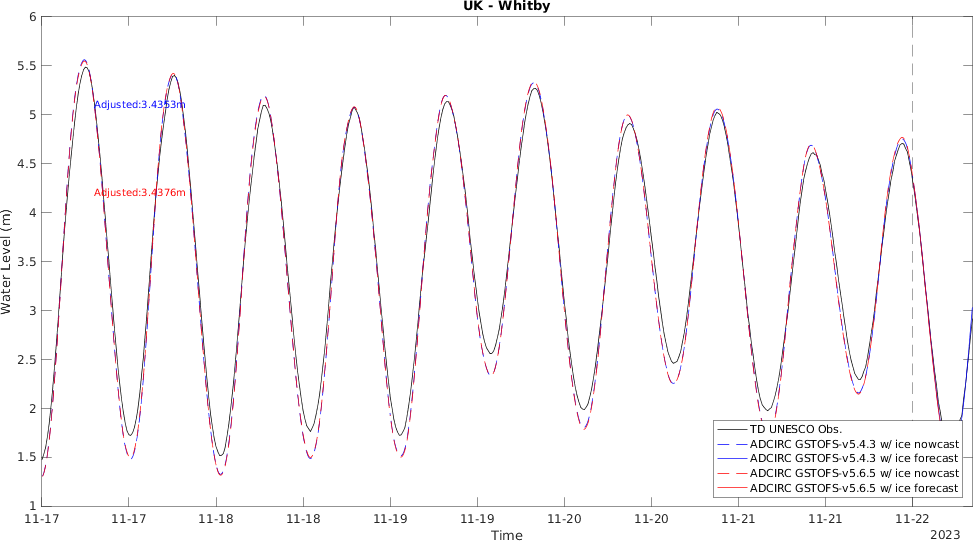 UK - Whitby
6
5.5
5
4.5
4
3.5
3
2.5
2
1.5
1
Water Level (m)
Adjusted:3.4353m
Adjusted:3.4376m
TD UNESCO Obs.
ADCIRC GSTOFS-v5.4.3 w/ ice nowcast
ADCIRC GSTOFS-v5.4.3 w/ ice forecast
ADCIRC GSTOFS-v5.6.5 w/ ice nowcast
ADCIRC GSTOFS-v5.6.5 w/ ice forecast
11-17 11-17 11-18 11-18 11-19 11-19 11-20 11-20 11-21 11-21 11-22
Time
2023